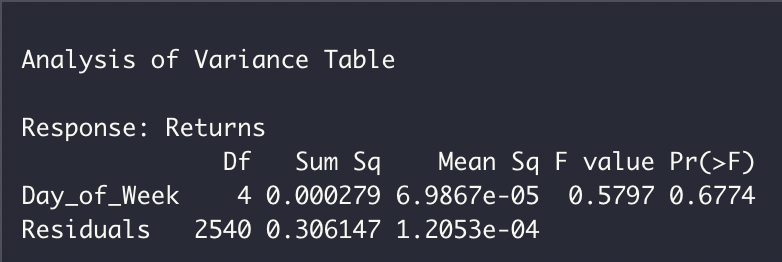 Analysis of Variance Table
Response: Returns
Df Sum Sq Mean Sq F value Pr(>F)
Day_of_Week 4 0.000279 6.9867e-05 0.5797 0.6774
Residuals 2540 0.306147 1.2053e-04